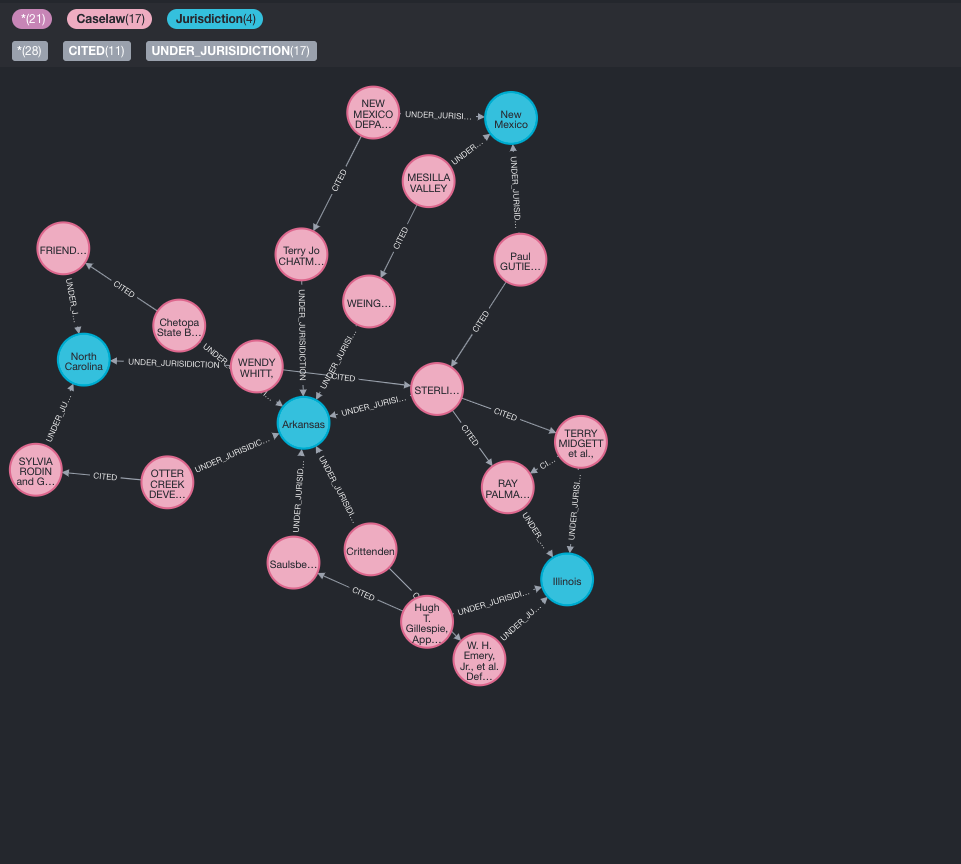 *(21) Caselaw(17) Jurisdiction(4)
*(28) CITED(11) UNDER_JURISIDICTION(17)
NEW
MEXICO
DEPA…
UNDER_JURISI…
New
Mexico
CITED
MESILLA
VALLEY
UNDER…
UNDER_JURISID…
FRIEND…
Terry Jo
CHATM…
CITED
Paul
GUTIE…
UNDER_J…
CITED
WEING…
Chetopa
State B…
UNDER_JURISIDICTION
CITED
North
Carolina
UNDER_JURISIDICTION
UNDER_…
WENDY
WHITT,
UNDER_JURISI…
CITED
STERLI…
UNDER_JU…
UNDER_JURISI…
CITED
Arkansas
CITED
TERRY
MIDGETT
et al.,
SYLVIA
RODIN
and G…
CITED
OTTER
CREEK
DEVE…
UNDER_JURISIDIC…
CI…
RAY
PALMA…
UNDER_JURISID…
UNDER_JURISIDI…
UNDER_…
UNDER_JURISI…
Saulsbe…
Crittenden
Illinois
CITED
C…
Hugh
T.
Gillespie,
App…
UNDER_JURISIDI…
UNDER_JU…
W. H.
Emery,
Jr., et al.
Def…